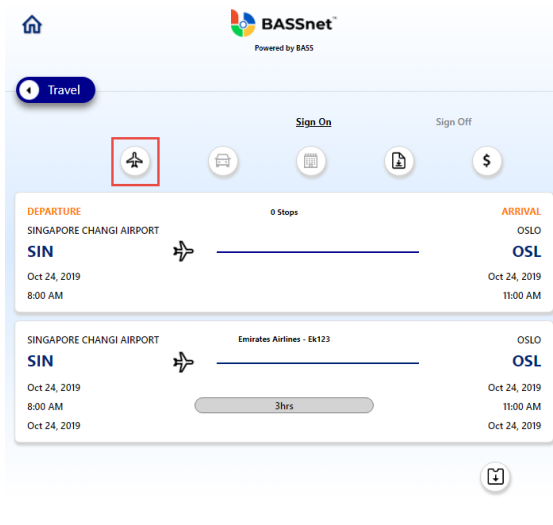 BASSnet™
Powered by BASS
Travel
Sign On
Sign Off
$
DEPARTURE
0 Stops
ARRIVAL
SINGAPORE CHANGI AIRPORT
OSLO
SIN
OSL
Oct 24, 2019
Oct 24, 2019
8:00 AM
11:00 AM
SINGAPORE CHANGI AIRPORT
Emirates Airlines - Ek123
OSLO
SIN
OSL
Oct 24, 2019
Oct 24, 2019
8:00 AM
3hrs
11:00 AM
Oct 24, 2019
Oct 24, 2019